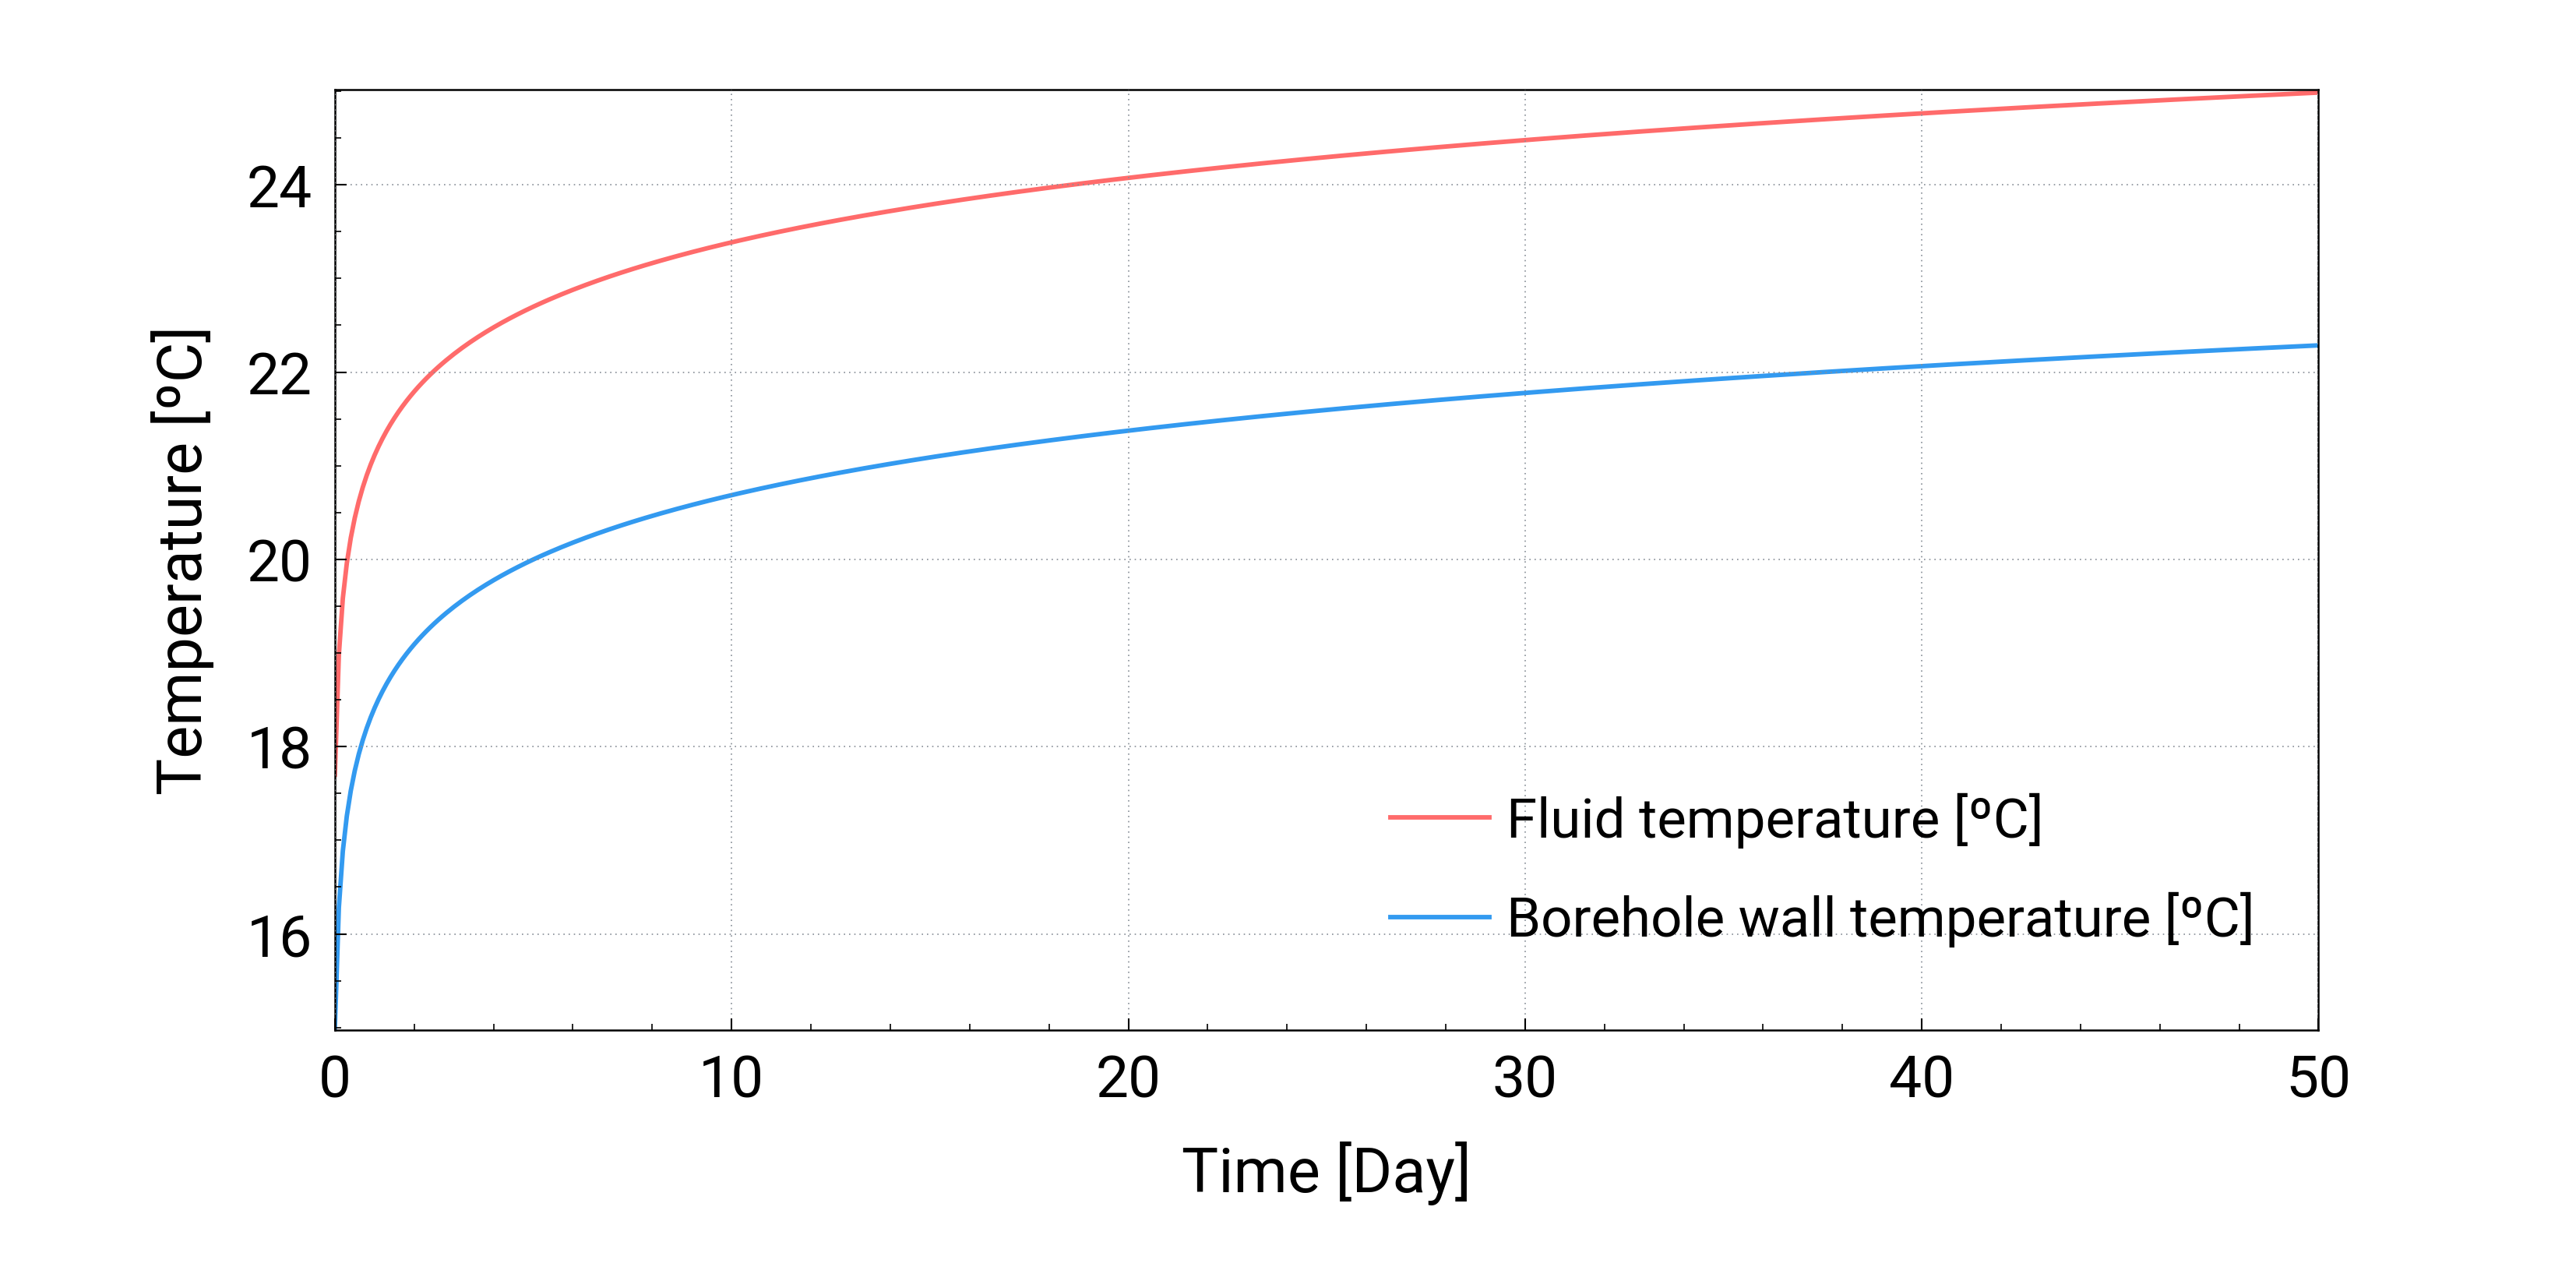 Temperature [ºC]
24
22
20
18
16
Fluid temperature [ºC]
Borehole wall temperature [ºC]
0 10 20 30 40 50
Time [Day]